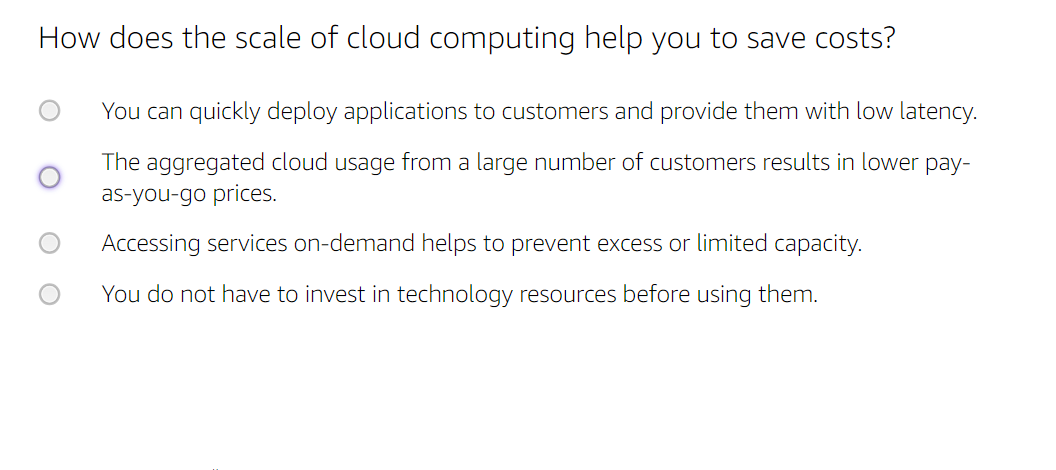 How does the scale of cloud computing help you to save costs?
You can quickly deploy applications to customers and provide them with low latency.
The aggregated cloud usage from a large number of customers results in lower pay-
as-you-go prices.
Accessing services on-demand helps to prevent excess or limited capacity.
You do not have to invest in technology resources before using them.